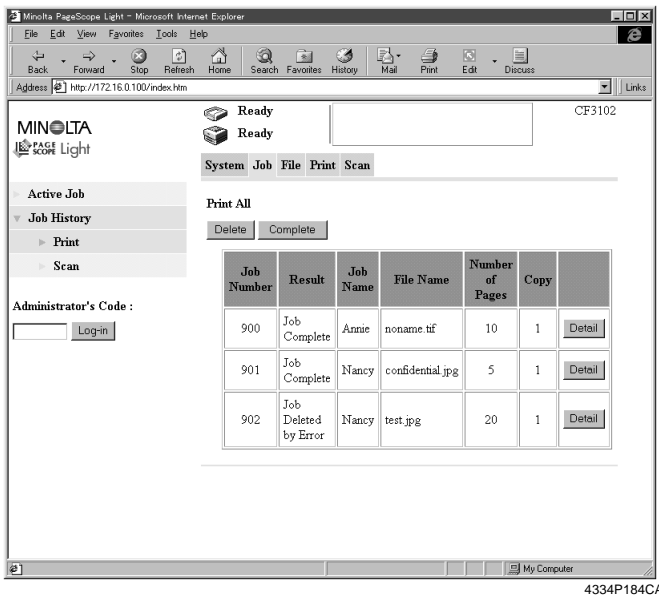 Minolta PageScope Light - Microsoft Internet Explorer
File Edit View Favorites Tools Help
Back Forward Stop Refresh Home Search Favorites History Mail Print Edit Discuss
Address http://172.16.0.100/index.htm Links
MINOLTA
PAGE SCOPE Light
Ready
Ready
CF3102
System Job File Print Scan
Active Job
Job History
Print
Scan
Administrator's Code :
Log-in
Print All
Delete Complete
Job Number Result Job Name File Name Number of Pages Copy
900 Job Complete Annie noname.tif 10 1 Detail
901 Job Complete Nancy confidential.jpg 5 1 Detail
902 Job Deleted by Error Nancy test.jpg 20 1 Detail
My Computer
4334P184CA